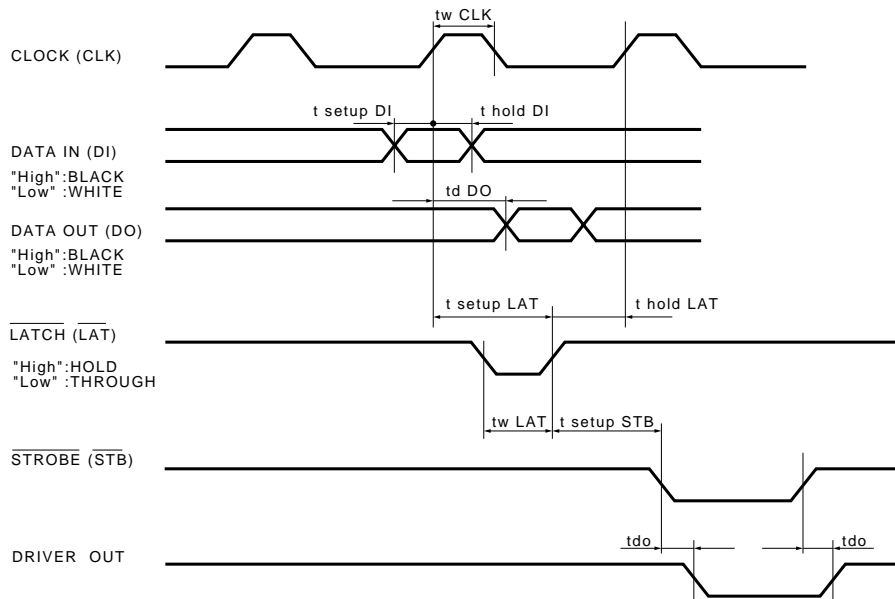 tw CLK
CLOCK (CLK)
t setup DI
t hold DI
DATA IN (DI)
"High":BLACK
"Low" :WHITE
td DO
DATA OUT (DO)
"High":BLACK
"Low" :WHITE
t setup LAT
t hold LAT
LATCH (LAT)
"High":HOLD
"Low" :THROUGH
tw LAT
t setup STB
STROBE (STB)
tdo
tdo
DRIVER OUT